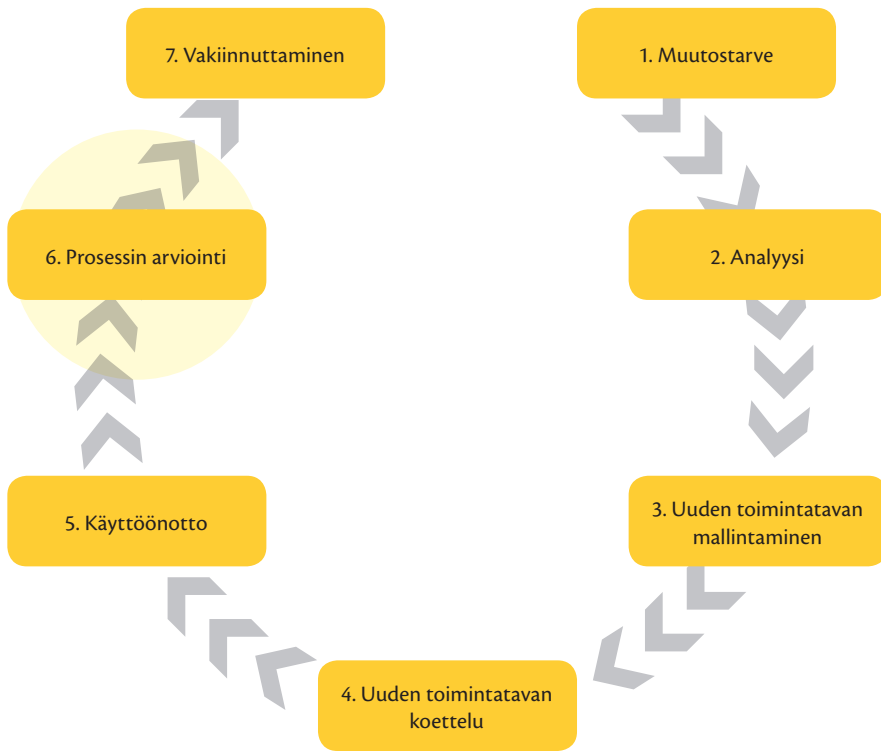 7. Vakiinnuttaminen
1. Muutostarve
6. Prosessin arviointi
2. Analyysi
5. Käyttöönotto
3. Uuden toimintatavan
mallintaminen
4. Uuden toimintatavan
koettelu